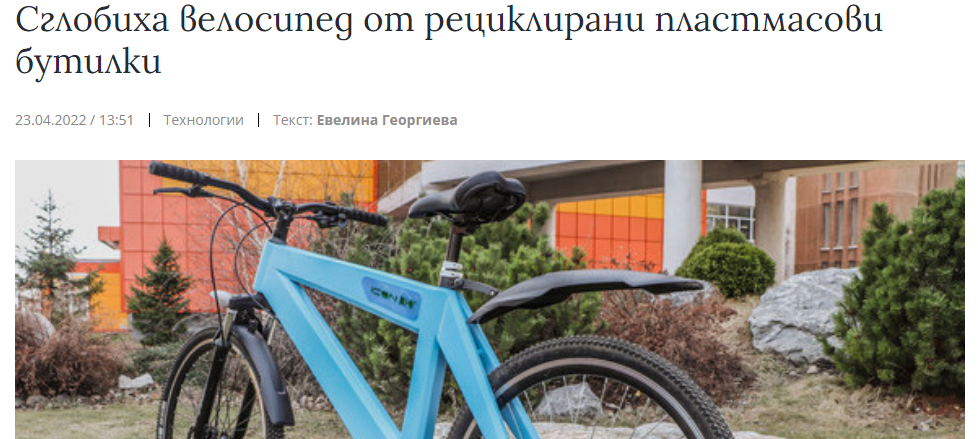 Сглобиха велосипед от рециклирани пластмасови
бутилки
23.04.2022 / 13:51 | Технологии | Текст: Евелина Георгиева